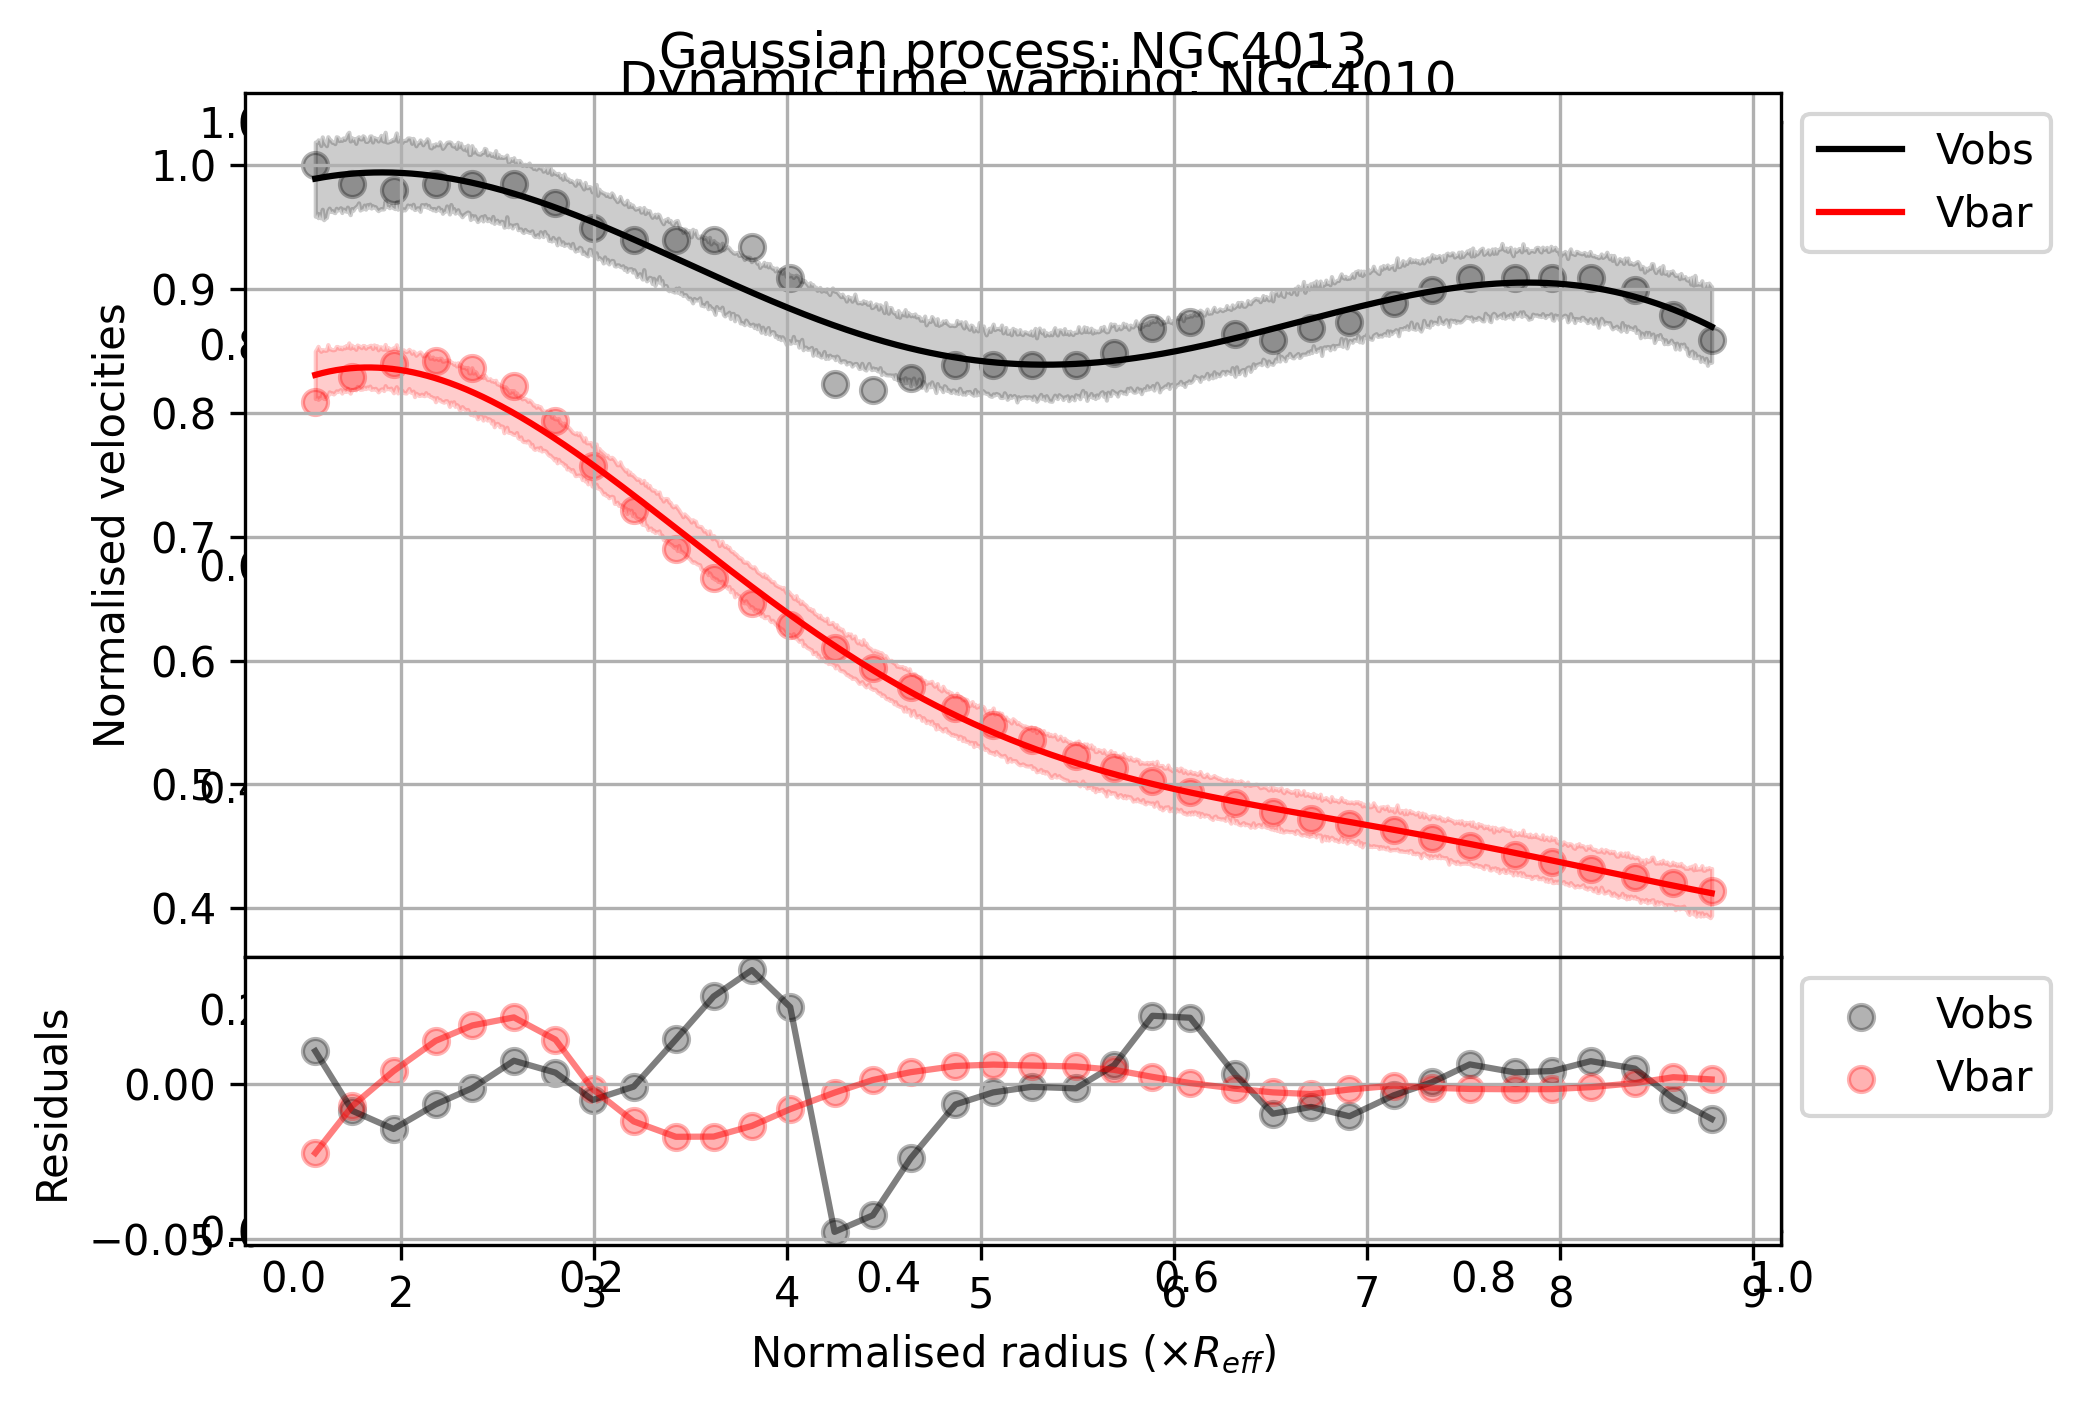 Gaussian process: NGC4013
Dynamic time warping: NGC4010
1.0
0.9
0.8
0.7
0.6
0.5
0.4
Normalised velocities
Vobs
Vbar
0.00
−0.05
Residuals
Vobs
Vbar
0.0 0.2 0.4 0.6 0.8 1.0
2 3 4 5 6 7 8 9
Normalised radius (×Reff)